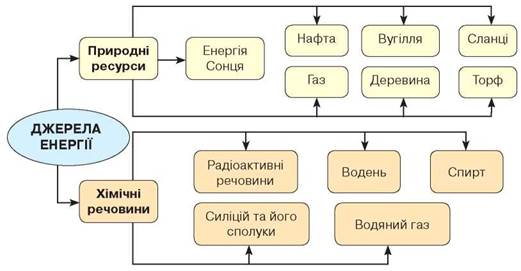 Природні
ресурси
Енергія
Сонця
Нафта
Вугілля
Сланці
Газ
Деревина
Торф
ДЖЕРЕЛА
ЕНЕРГІЇ
Хімічні
речовини
Радіоактивні
речовини
Водень
Спирт
Силіцій та його
сполуки
Водяний газ